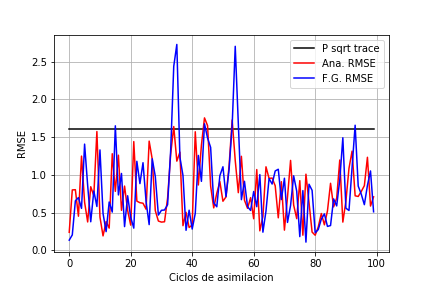 P sqrt trace
Ana. RMSE
F.G. RMSE
RMSE
2.5
2.0
1.5
1.0
0.5
0.0
0 20 40 60 80 100
Ciclos de asimilacion